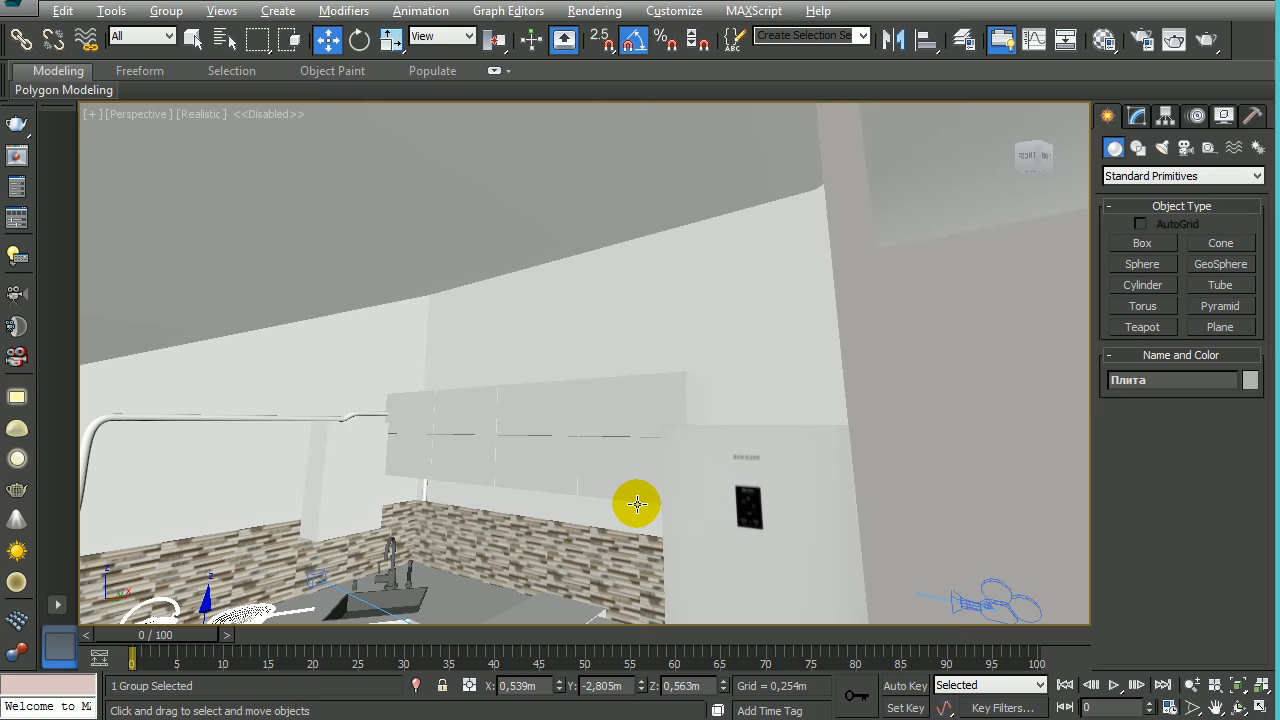 Edit Tools Group Views Create Modifiers Animation Graph Editors Rendering Customize MAXScript Help
All View 2.5 % ABC Create Selection Se
Modeling Freeform Selection Object Paint Populate
Polygon Modeling
[+] [Perspective] [Realistic] <<Disabled>>
Standard Primitives
- Object Type
AutoGrid
Box Cone
Sphere GeoSphere
Cylinder Tube
Torus Pyramid
Teapot Plane
- Name and Color
Плита
SAMSUNG
z x
z
< 0 / 100 >
0 5 10 15 20 25 30 35 40 45 50 55 60 65 70 75 80 85 90 95 100
1 Group Selected X: 0,539m Y: -2,805m Z: 0,563m Grid = 0,254m Auto Key Selected
Welcome to M Click and drag to select and move objects Add Time Tag Set Key Key Filters... 0